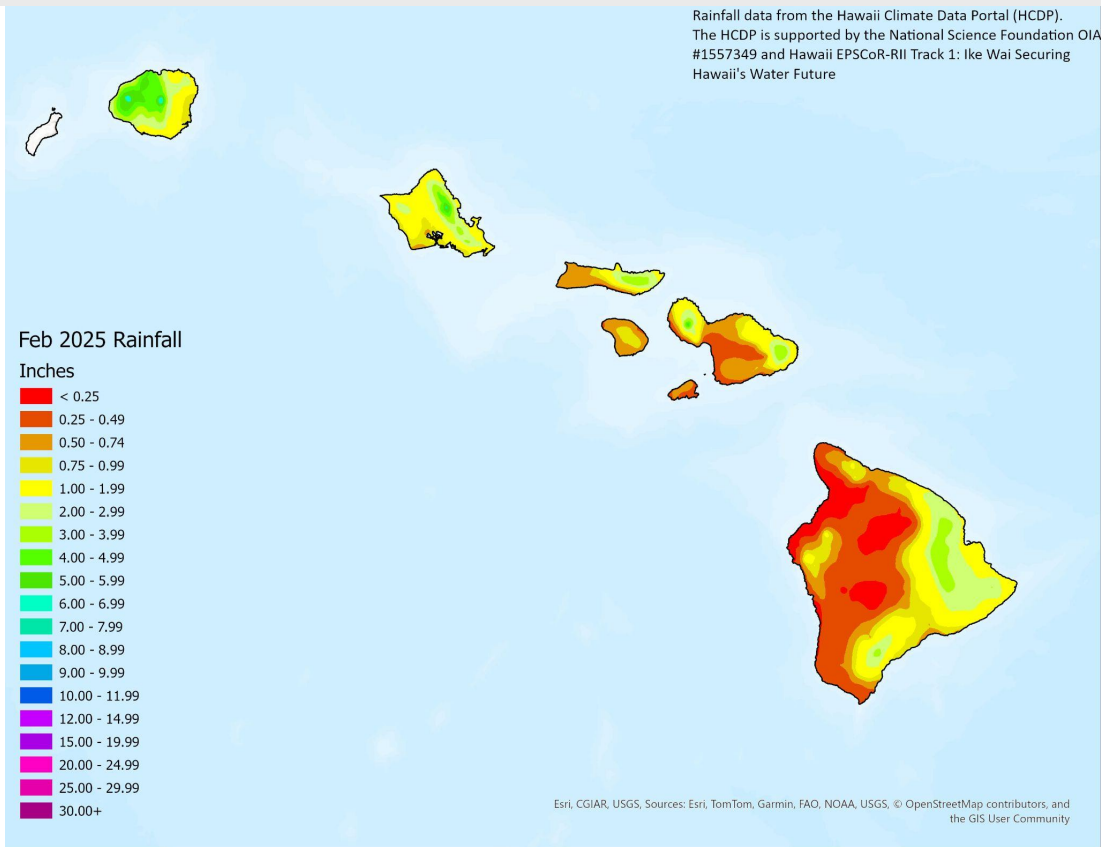 Rainfall data from the Hawaii Climate Data Portal (HCDP).
The HCDP is supported by the National Science Foundation OIA
#1557349 and Hawaii EPSCoR-RII Track 1: Ike Wai Securing
Hawaii's Water Future
Feb 2025 Rainfall
Inches
< 0.25
0.25 - 0.49
0.50 - 0.74
0.75 - 0.99
1.00 - 1.99
2.00 - 2.99
3.00 - 3.99
4.00 - 4.99
5.00 - 5.99
6.00 - 6.99
7.00 - 7.99
8.00 - 8.99
9.00 - 9.99
10.00 - 11.99
12.00 - 14.99
15.00 - 19.99
20.00 - 24.99
25.00 - 29.99
30.00+
Esri, CGIAR, USGS, Sources: Esri, TomTom, Garmin, FAO, NOAA, USGS, © OpenStreetMap contributors, and
the GIS User Community